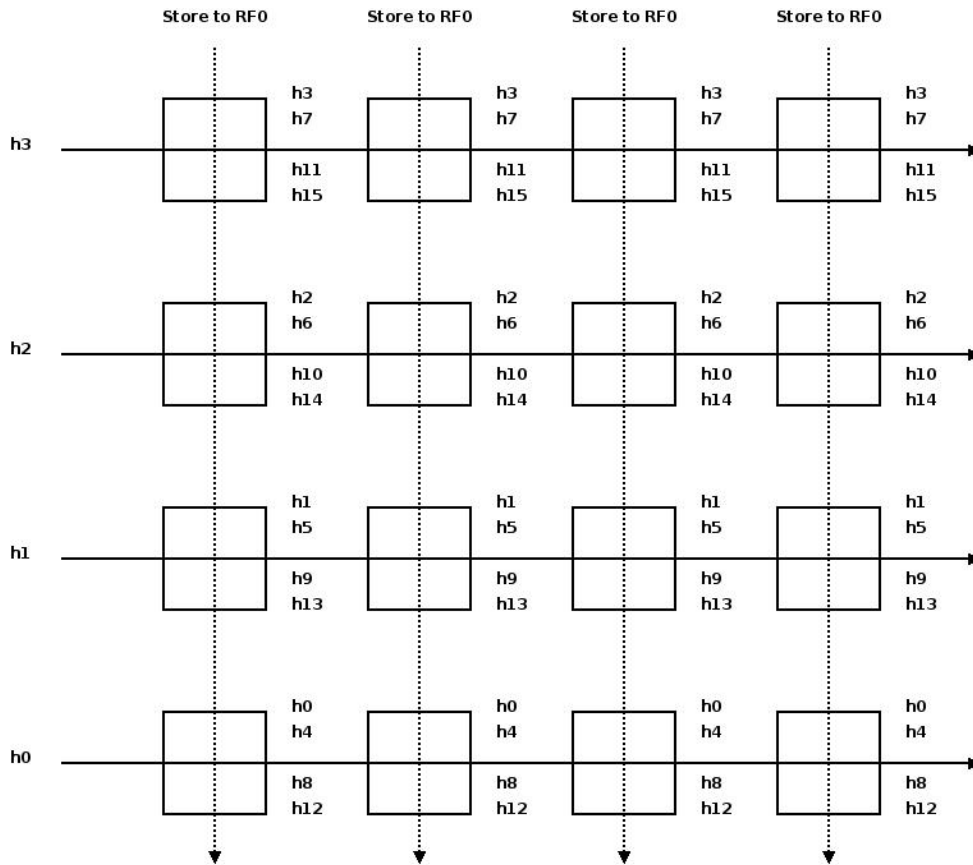 Store to RF0 Store to RF0 Store to RF0 Store to RF0
h3 h3 h3 h3
h7 h7 h7 h7
h3
h11 h11 h11 h11
h15 h15 h15 h15
h2 h2 h2 h2
h6 h6 h6 h6
h2
h10 h10 h10 h10
h14 h14 h14 h14
h1 h1 h1 h1
h5 h5 h5 h5
h1
h9 h9 h9 h9
h13 h13 h13 h13
h0 h0 h0 h0
h4 h4 h4 h4
h0
h8 h8 h8 h8
h12 h12 h12 h12